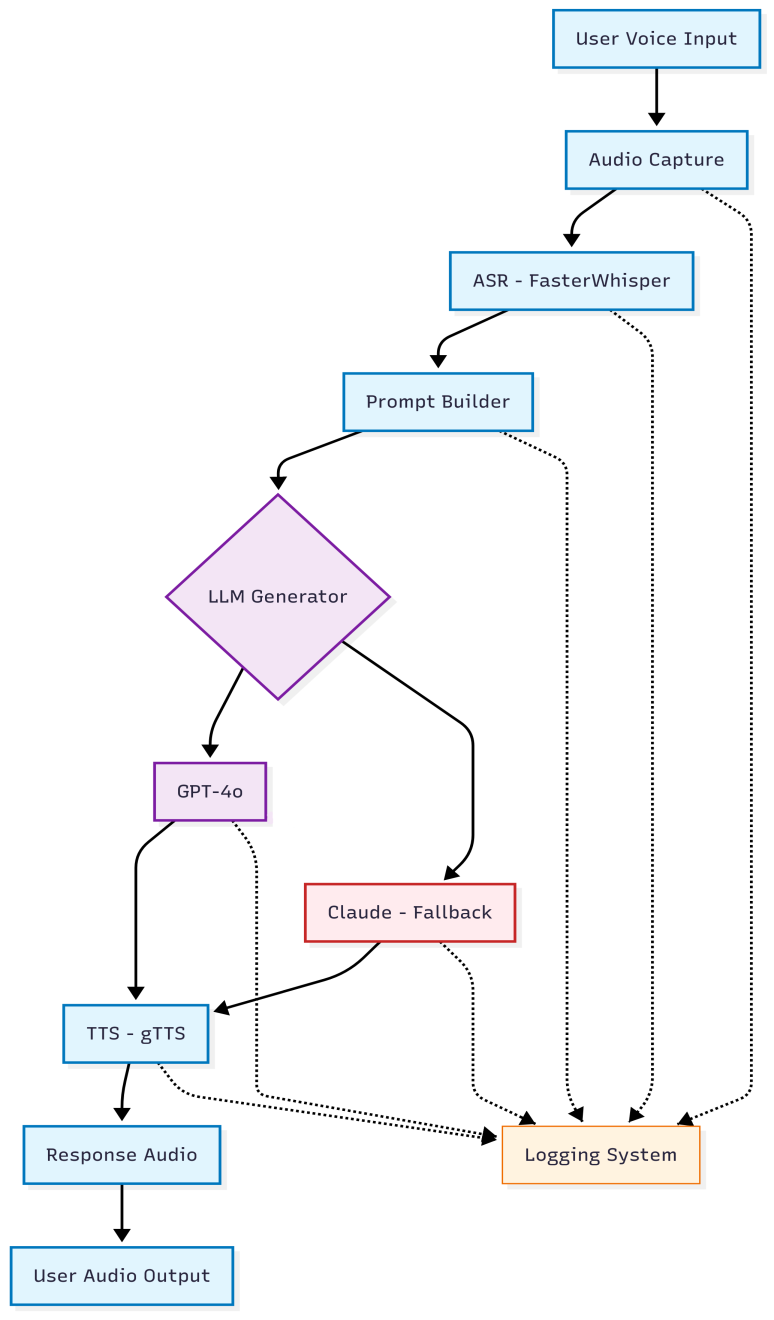 User Voice Input
Audio Capture
ASR - FasterWhisper
Prompt Builder
LLM Generator
GPT-4o
Claude - Fallback
TTS - gTTS
Response Audio
Logging System
User Audio Output